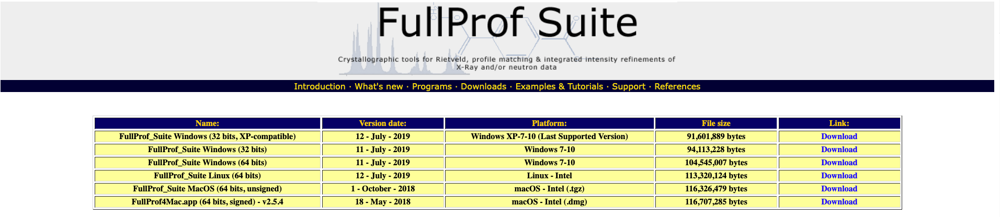 FullProf Suite
Crystallographic tools for Rietveld, profile matching & integrated intensity refinements of
X-Ray and/or neutron data
Introduction · What's new · Programs · Downloads · Examples & Tutorials · Support · References
Name: Version date: Platform: File size Link:
FullProf_Suite Windows (32 bits, XP-compatible) 12 - July - 2019 Windows XP-7-10 (Last Supported Version) 91,601,889 bytes Download
FullProf_Suite Windows (32 bits) 11 - July - 2019 Windows 7-10 94,113,228 bytes Download
FullProf_Suite Windows (64 bits) 11 - July - 2019 Windows 7-10 104,545,007 bytes Download
FullProf_Suite Linux (64 bits) 12 - July - 2019 Linux - Intel 113,320,124 bytes Download
FullProf_Suite MacOS (64 bits, unsigned) 1 - October - 2018 macOS - Intel (.tgz) 116,326,479 bytes Download
FullProf4Mac.app (64 bits, signed) - v2.5.4 18 - May - 2018 macOS - Intel (.dmg) 116,707,285 bytes Download